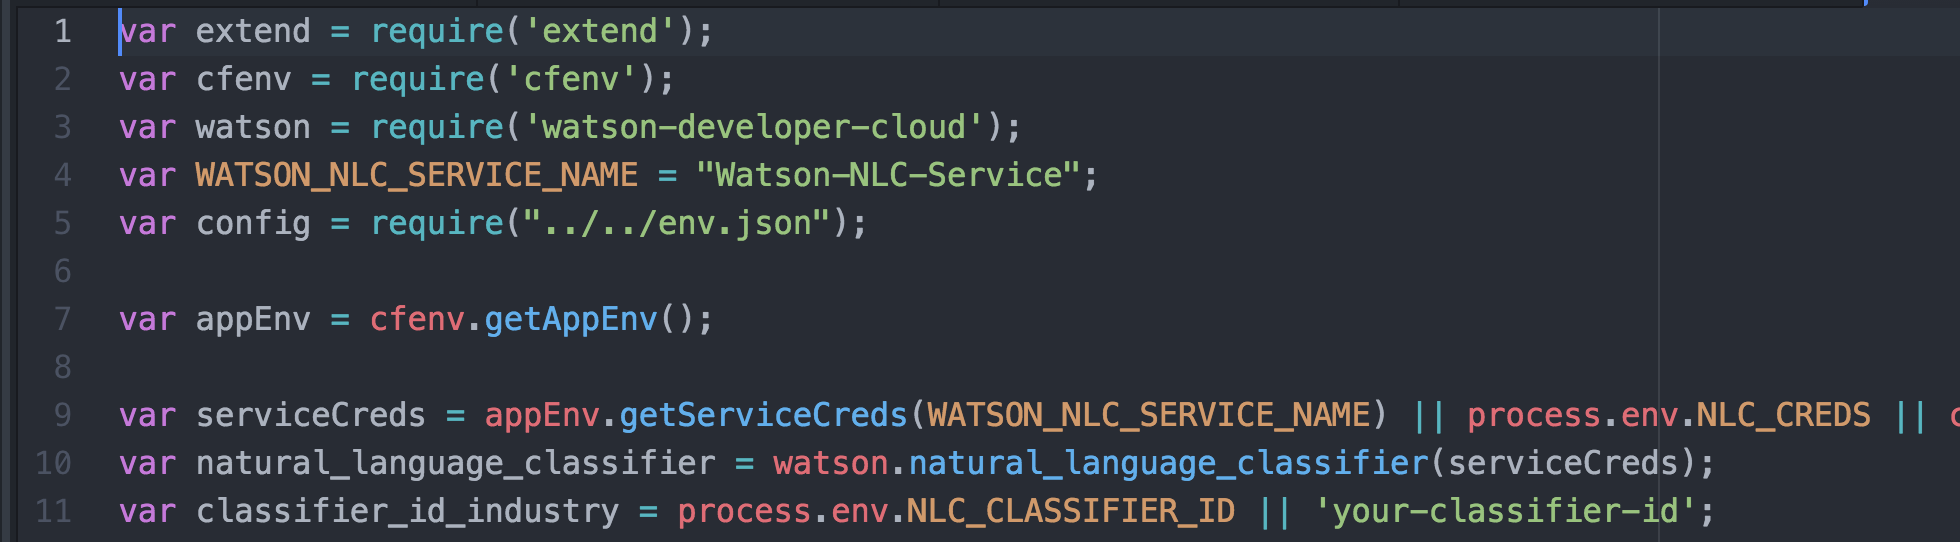 1 var extend = require('extend');
2 var cfenv = require('cfenv');
3 var watson = require('watson-developer-cloud');
4 var WATSON_NLC_SERVICE_NAME = "Watson-NLC-Service";
5 var config = require("../../env.json");
6
7 var appEnv = cfenv.getAppEnv();
8
9 var serviceCreds = appEnv.getServiceCreds(WATSON_NLC_SERVICE_NAME) || process.env.NLC_CREDS ||
10 var natural_language_classifier = watson.natural_language_classifier(serviceCreds);
11 var classifier_id_industry = process.env.NLC_CLASSIFIER_ID || 'your-classifier-id';